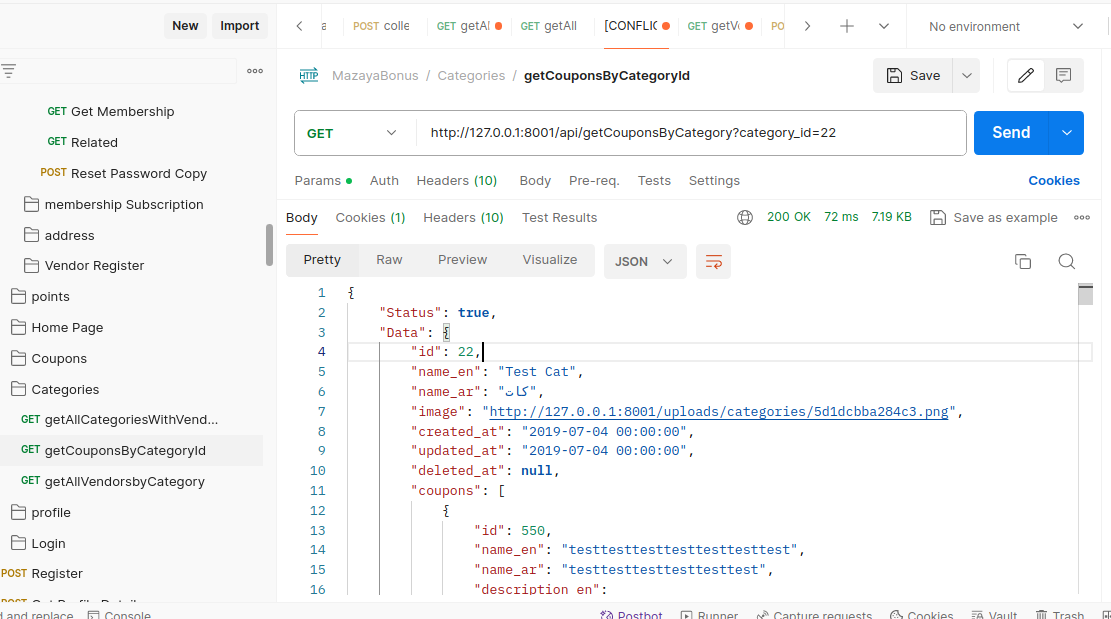 New Import
POST colle GET getAl GET getAll [CONFLIC GET getV PO No environment
MazayaBonus / Categories / getCouponsByCategoryId Save
HTTP
GET http://127.0.0.1:8001/api/getCouponsByCategory?category_id=22 Send
Params Auth Headers (10) Body Pre-req. Tests Settings Cookies
Body Cookies (1) Headers (10) Test Results 200 OK 72 ms 7.19 KB Save as example
Pretty Raw Preview Visualize JSON
GET Get Membership
GET Related
POST Reset Password Copy
membership Subscription
address
Vendor Register
points
Home Page
Coupons
Categories
GET getAllCategoriesWithVend...
GET getCouponsByCategoryId
GET getAllVendorsbyCategory
profile
Login
POST Register
1 {
2 "Status": true,
3 "Data": {
4 "id": 22,
5 "name_en": "Test Cat",
6 "name_ar": "كات",
7 "image": "http://127.0.0.1:8001/uploads/categories/5d1dcbba284c3.png",
8 "created_at": "2019-07-04 00:00:00",
9 "updated_at": "2019-07-04 00:00:00",
10 "deleted_at": null,
11 "coupons": [
12 {
13 "id": 550,
14 "name_en": "testtesttesttesttesttesttest",
15 "name_ar": "testtesttesttesttesttest",
16 "description_en":
d and replace Console Postbot Runner Capture requests Cookies Vault Trash